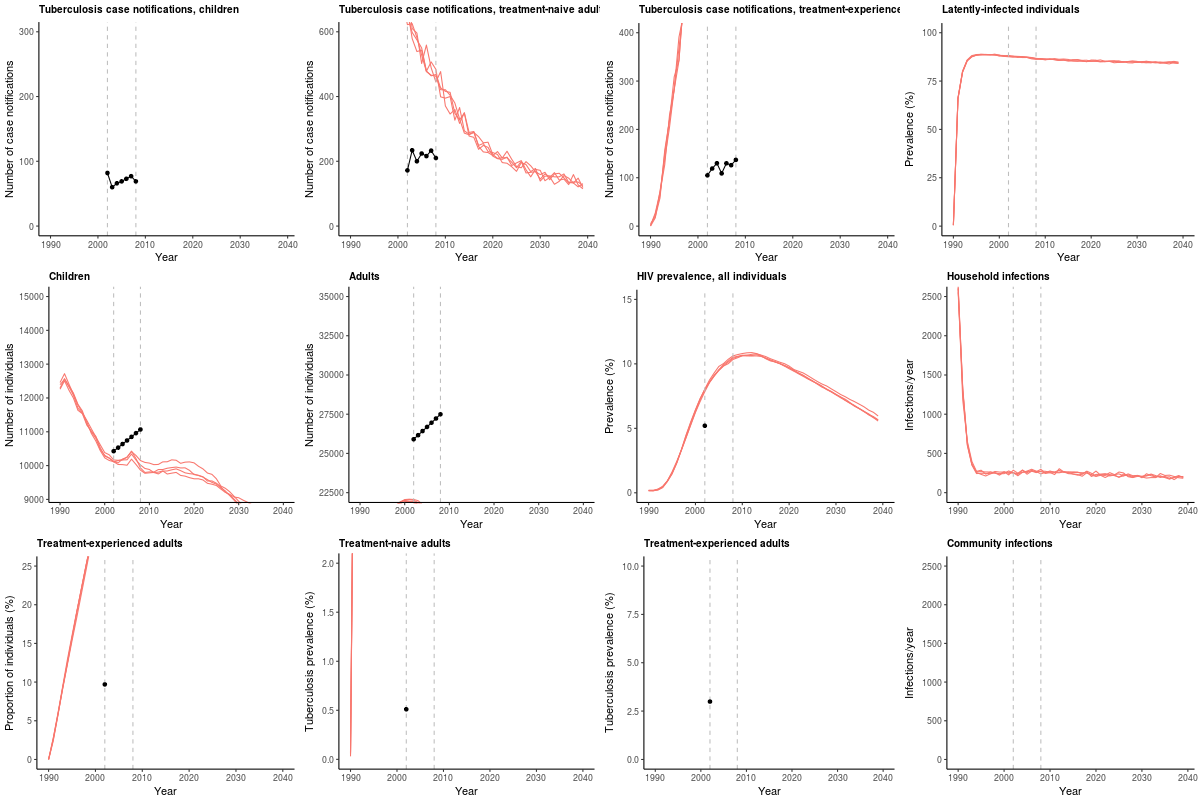 Tuberculosis case notifications, children
Number of case notifications
300
200
100
0
1990 2000 2010 2020 2030 2040
Year
Tuberculosis case notifications, treatment-naive adul
Number of case notifications
600
400
200
0
1990 2000 2010 2020 2030 2040
Year
Tuberculosis case notifications, treatment-experience
Number of case notifications
400
300
200
100
0
1990 2000 2010 2020 2030 2040
Year
Latently-infected individuals
Prevalence (%)
100
75
50
25
0
1990 2000 2010 2020 2030 2040
Year
Children
Number of individuals
15000
14000
13000
12000
11000
10000
9000
1990 2000 2010 2020 2030 2040
Year
Adults
Number of individuals
35000
32500
30000
27500
25000
22500
1990 2000 2010 2020 2030 2040
Year
HIV prevalence, all individuals
Prevalence (%)
15
10
5
0
1990 2000 2010 2020 2030 2040
Year
Household infections
Infections/year
2500
2000
1500
1000
500
0
1990 2000 2010 2020 2030 2040
Year
Treatment-experienced adults
Proportion of individuals (%)
25
20
15
10
5
0
1990 2000 2010 2020 2030 2040
Year
Treatment-naive adults
Tuberculosis prevalence (%)
2.0
1.5
1.0
0.5
0.0
1990 2000 2010 2020 2030 2040
Year
Treatment-experienced adults
Tuberculosis prevalence (%)
10.0
7.5
5.0
2.5
0.0
1990 2000 2010 2020 2030 2040
Year
Community infections
Infections/year
2500
2000
1500
1000
500
0
1990 2000 2010 2020 2030 2040
Year